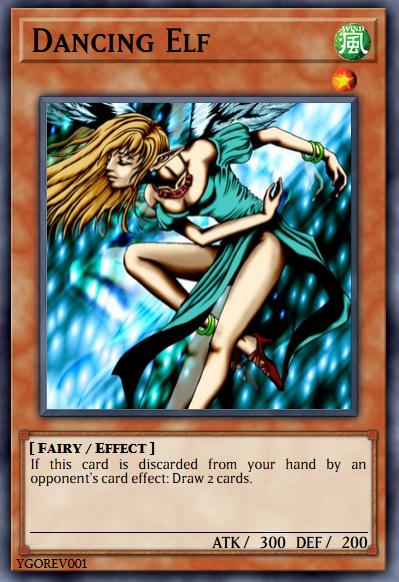 Dancing Elf
WIND
風
[ Fairy / Effect ]
If this card is discarded from your hand by an
opponent's card effect: Draw 2 cards.
ATK / 300 DEF / 200
YGOREV001